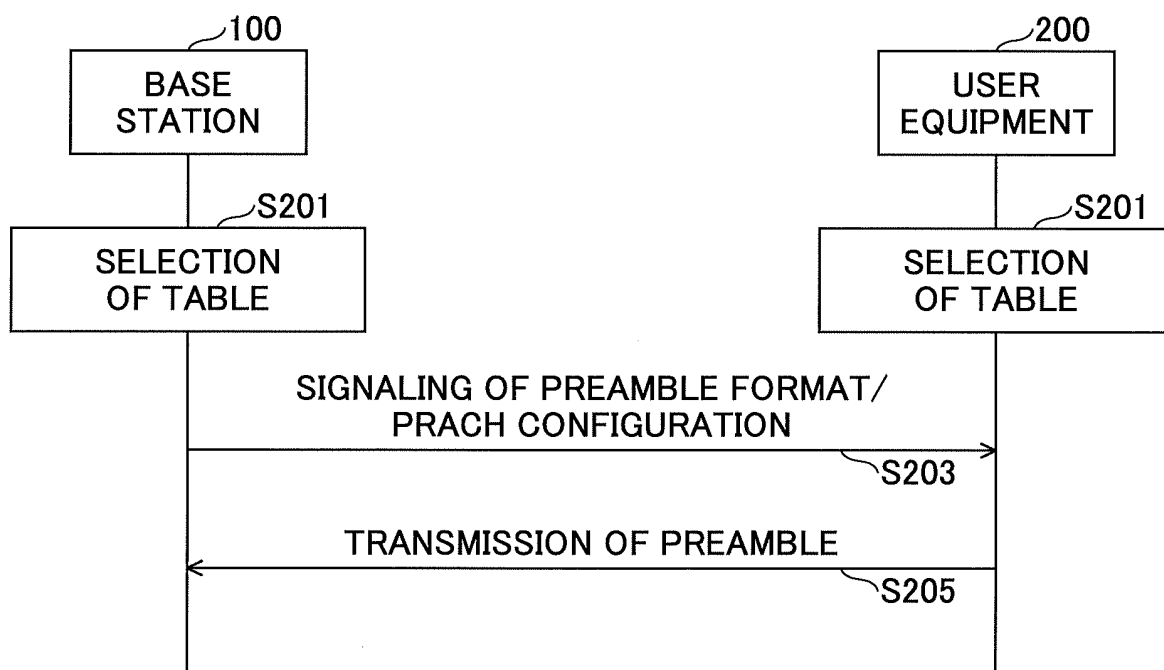 100
BASE
STATION
200
USER
EQUIPMENT
S201
SELECTION
OF TABLE
S201
SELECTION
OF TABLE
SIGNALING OF PREAMBLE FORMAT/
PRACH CONFIGURATION
S203
TRANSMISSION OF PREAMBLE
S205